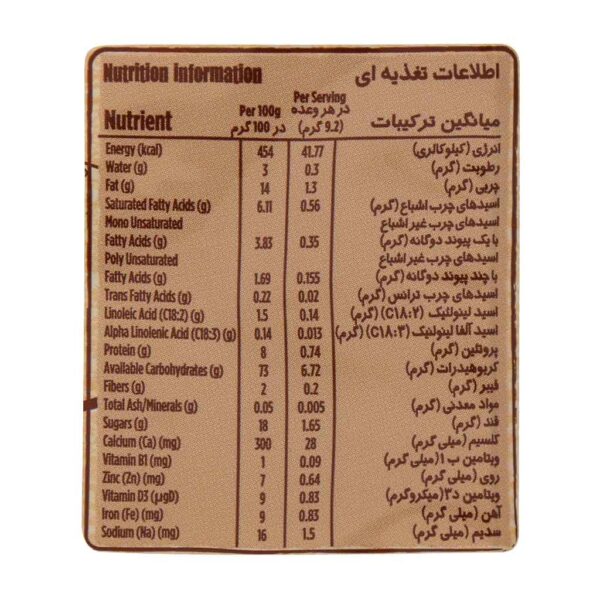 Nutrition Information اطلاعات تغذیه ای
Nutrient Per 100g در 100 گرم Per Serving در هر وعده (9.2 گرم) میانگین ترکیبات
Energy (kcal) 454 41.77 انرژی (کیلوکالری)
Water (g) 3 0.3 رطوبت (گرم)
Fat (g) 14 1.3 چربی (گرم)
Saturated Fatty Acids (g) 6.11 0.56 اسیدهای چرب اشباع (گرم)
Mono Unsaturated اسیدهای چرب غیر اشباع
Fatty Acids (g) 3.83 0.35 با یک پیوند دوگانه (گرم)
Poly Unsaturated اسیدهای چرب غیر اشباع
Fatty Acids (g) 1.69 0.155 با چند پیوند دوگانه (گرم)
Trans Fatty Acids (g) 0.22 0.02 اسیدهای چرب ترانس (گرم)
Linoleic Acid (C18:2) (g) 1.5 0.14 اسید لینولئیک (C۱۸:۲) (گرم)
Alpha Linolenic Acid (C18:3) (g) 0.14 0.013 اسید آلفا لینولنیک (C۱۸:۳) (گرم)
Protein (g) 8 0.74 پروتئین (گرم)
Available Carbohydrates (g) 73 6.72 کربوهیدرات (گرم)
Fibers (g) 2 0.2 فیبر (گرم)
Total Ash/Minerals (g) 0.05 0.005 مواد معدنی (گرم)
Sugars (g) 18 1.65 قند (گرم)
Calcium (Ca) (mg) 300 28 کلسیم (میلی گرم)
Vitamin B1 (mg) 1 0.09 ویتامین ب۱ (میلی گرم)
Zinc (Zn) (mg) 7 0.64 روی (میلی گرم)
Vitamin D3 (µgD) 9 0.83 ویتامین د۳ (میکروگرم)
Iron (Fe) (mg) 9 0.83 آهن (میلی گرم)
Sodium (Na) (mg) 16 1.5 سدیم (میلی گرم)